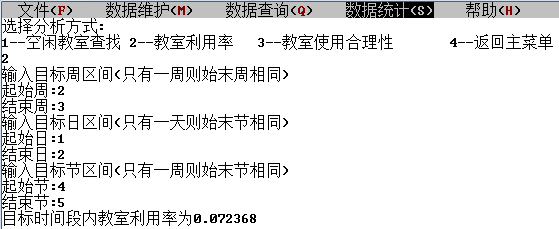 文件(F) 数据维护(M) 数据查询(Q) 数据统计(S) 帮助(H)
选择分析方式:
1--空闲教室查找 2--教室利用率 3--教室使用合理性 4--返回主菜单
2
输入目标周区间(只有一周则始末周相同)
起始周:2
结束周:3
输入目标日区间(只有一天则始末节相同)
起始日:1
结束日:2
输入目标节区间(只有一周则始末节相同)
起始节:4
结束节:5
目标时间段内教室利用率为0.072368